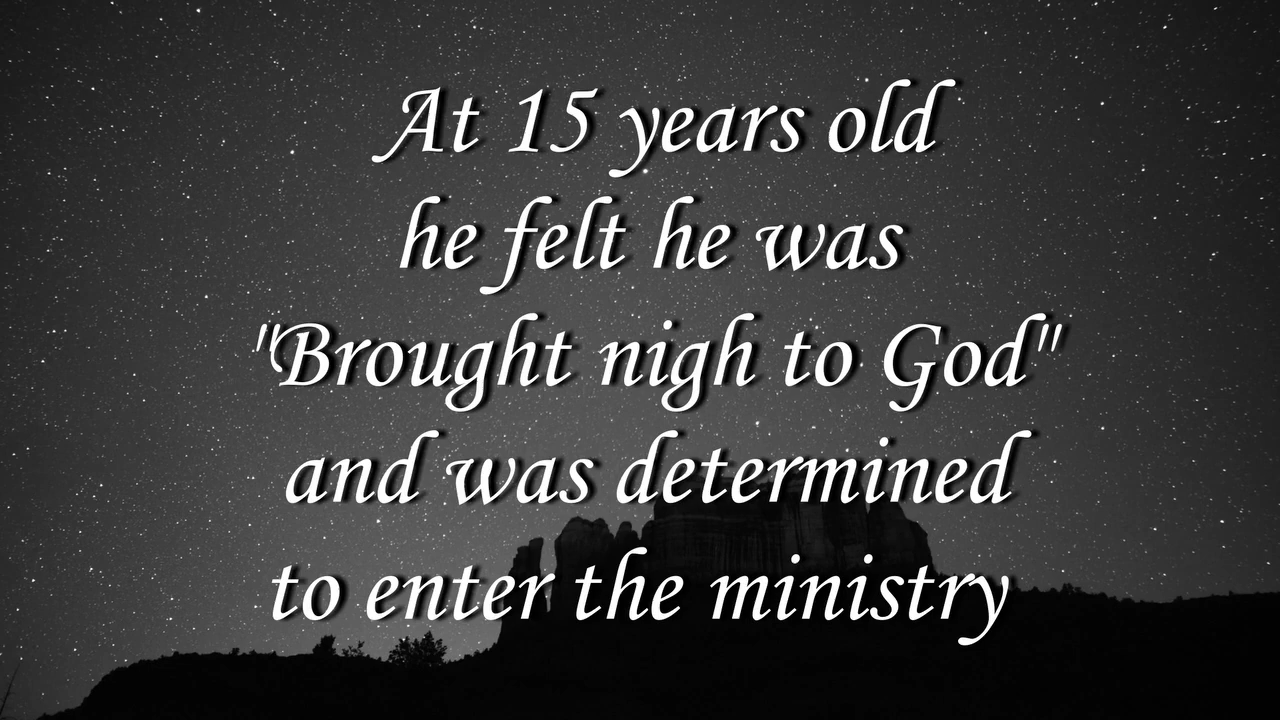 At 15 years old
he felt he was
"Brought nigh to God"
and was determined
to enter the ministry